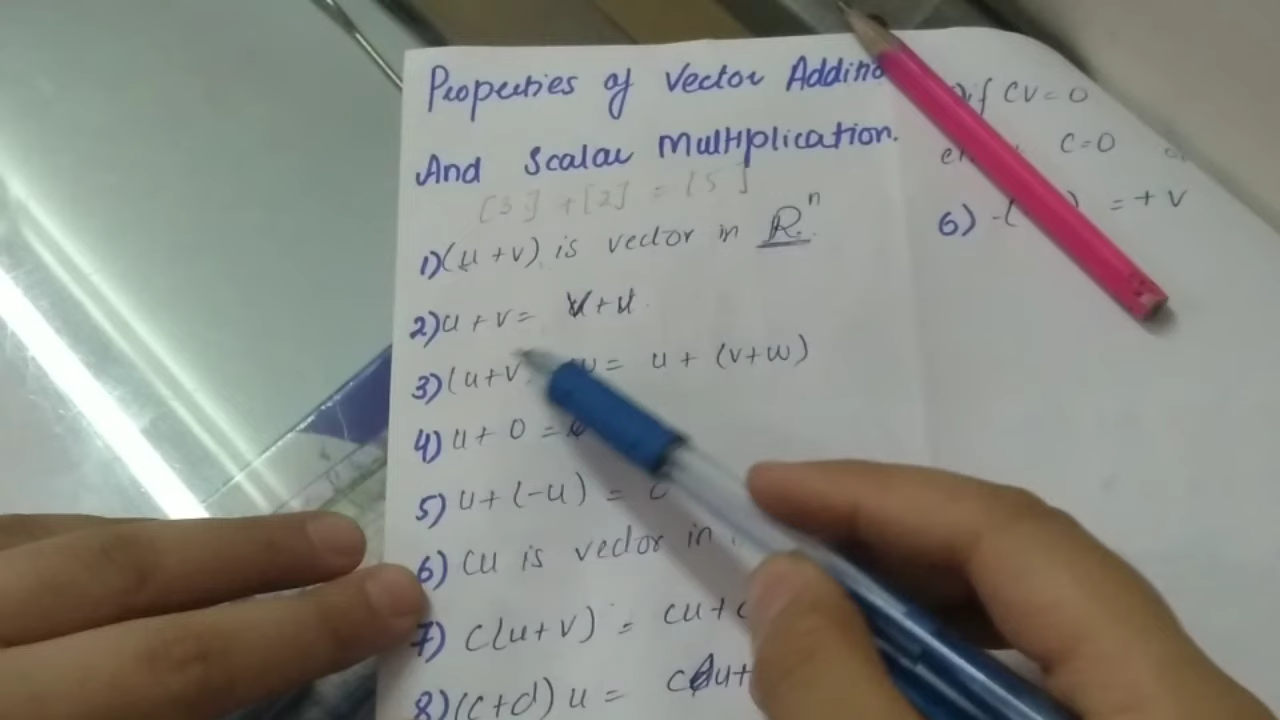 Properties of Vector Additio
And Scalar Multiplication.
[3] + [2] = [5]
1) (u + v) is vector in Rⁿ
2) u + v = v + u.
3) (u + v = u + (v + w)
4) u + 0 =
5) u + (-u) =
6) Cu is vector in
7) C(u + v) = cu +
8) (c + d) u =
if CV = 0
C = 0
6) -( ) = + V